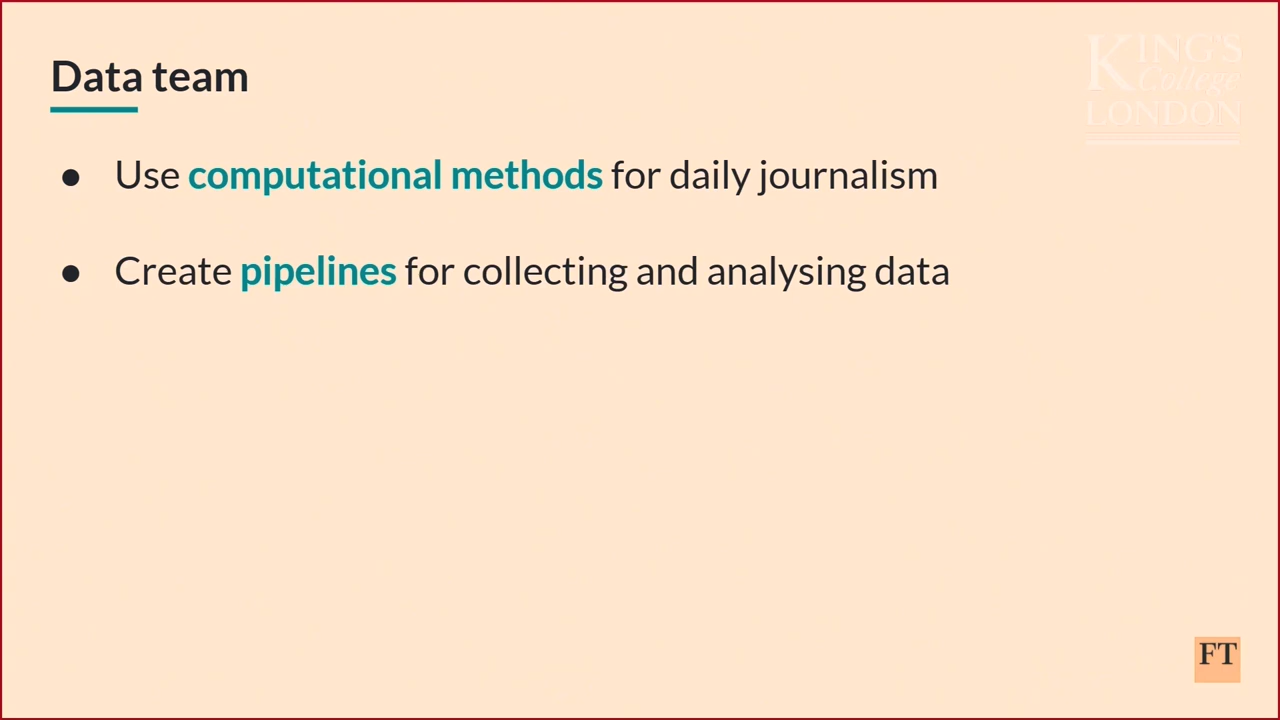 Data team
KING'S
College
LONDON
● Use computational methods for daily journalism
● Create pipelines for collecting and analysing data
FT